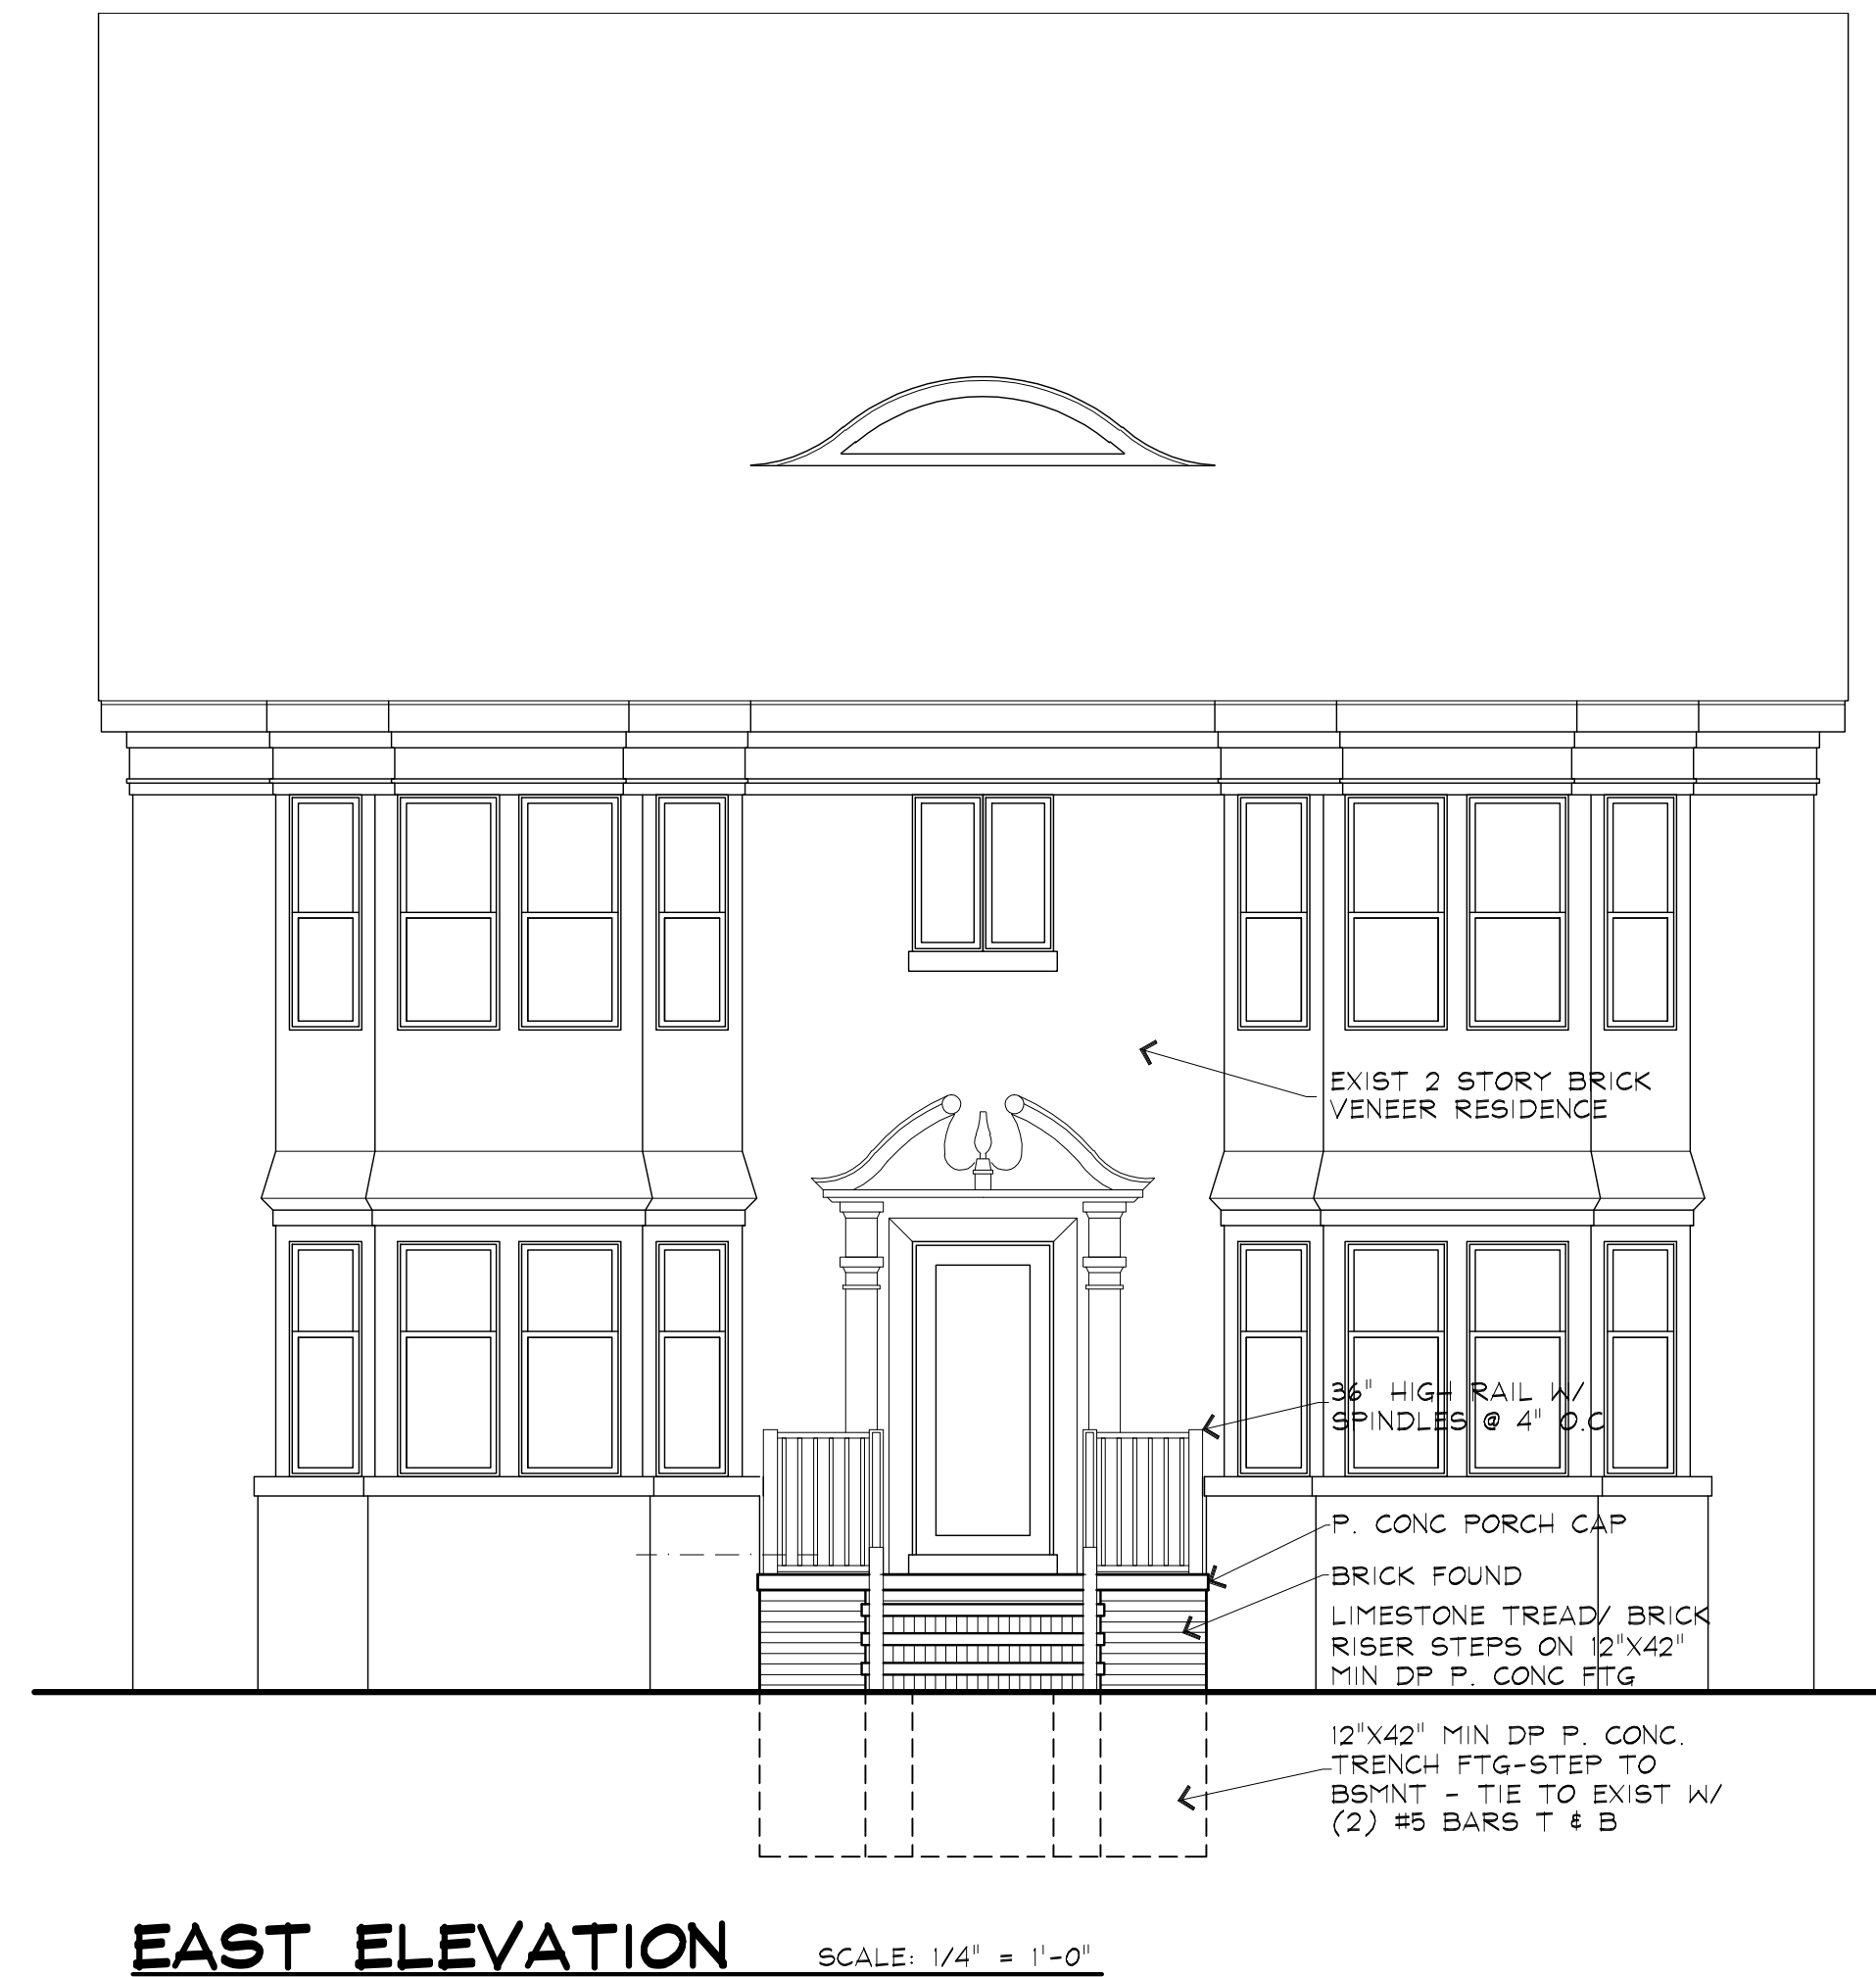 EXIST 2 STORY BRICK
VENEER RESIDENCE
36" HIGH RAIL W/
SPINDLES @ 4" O.C
P. CONC PORCH CAP
BRICK FOUND
LIMESTONE TREAD/ BRICK
RISER STEPS ON 12"X42"
MIN DP P. CONC FTG
12"X42" MIN DP P. CONC.
TRENCH FTG-STEP TO
BSMNT - TIE TO EXIST W/
(2) #5 BARS T & B
EAST ELEVATION SCALE: 1/4" = 1'-0"